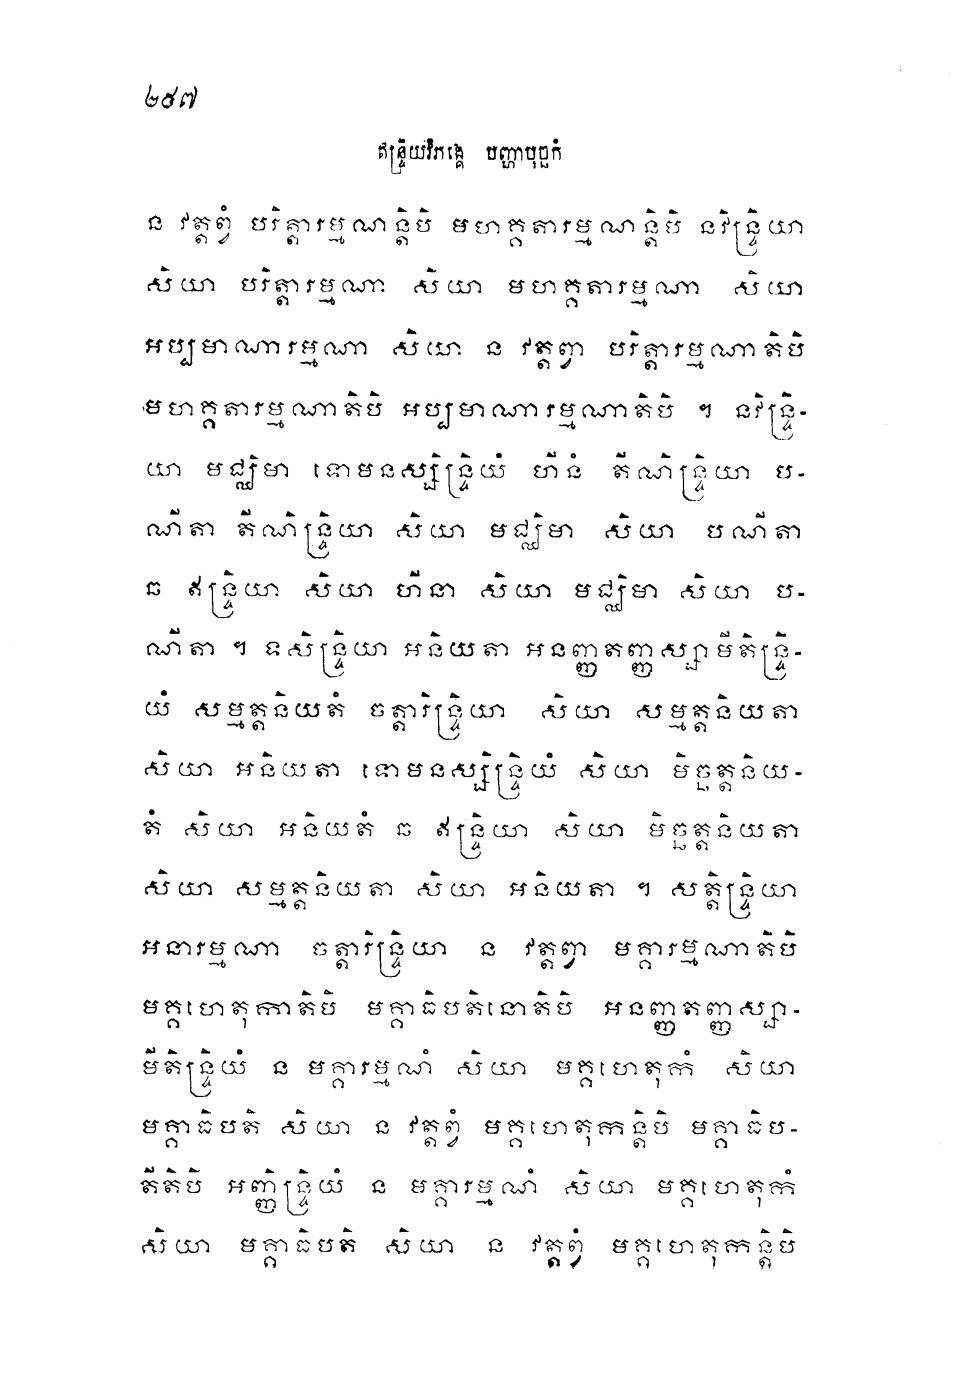 ២៩៧
ឥន្ទ្រិយវិភង្គេ បញ្ហាបុច្ឆកំ
ន វត្តព្វំ បរិត្តារម្មណន្តិបិ មហគ្គតារម្មណន្តិបិ នវិន្ទ្រិយា
សិយា បរិត្តារម្មណា សិយា មហគ្គតារម្មណា សិយា
អប្បមាណារម្មណា សិយា ន វត្តព្វា បរិត្តារម្មណាតិបិ
មហគ្គតារម្មណាតិបិ អប្បមាណារម្មណាតិបិ ។ នវិន្ទ្រិ-
យា មជ្ឈិមា ទោមនស្សិន្ទ្រិយំ ហីនំ តីណិន្ទ្រិយា ប-
ណីតា តីណិន្ទ្រិយា សិយា មជ្ឈិមា សិយា បណីតា
ឆ ឥន្ទ្រិយា សិយា ហីនា សិយា មជ្ឈិមា សិយា ប-
ណីតា ។ ទសិន្ទ្រិយា អនិយតា អនញ្ញតញ្ញស្សាមីតិន្ទ្រិ-
យំ សម្មត្តនិយតំ ចត្តារិន្ទ្រិយា សិយា សម្មត្តនិយតា
សិយា អនិយតា ទោមនស្សិន្ទ្រិយំ សិយា មិច្ឆត្តនិយ-
តំ សិយា អនិយតំ ឆ ឥន្ទ្រិយា សិយា មិច្ឆត្តនិយតា
សិយា សម្មត្តនិយតា សិយា អនិយតា ។ សត្តិន្ទ្រិយា
អនារម្មណា ចត្តារិន្ទ្រិយា ន វត្តព្វា មគ្គារម្មណាតិបិ
មគ្គហេតុកាតិបិ មគ្គាធិបតិនោតិបិ អនញ្ញតញ្ញស្សា-
មីតិន្ទ្រិយំ ន មគ្គារម្មណំ សិយា មគ្គហេតុកំ សិយា
មគ្គាធិបតិ សិយា ន វត្តព្វំ មគ្គហេតុកន្តិបិ មគ្គាធិប-
តីតិបិ អញ្ញិន្ទ្រិយំ ន មគ្គារម្មណំ សិយា មគ្គហេតុកំ
សិយា មគ្គាធិបតិ សិយា ន វត្តព្វំ មគ្គហេតុកន្តិបិ